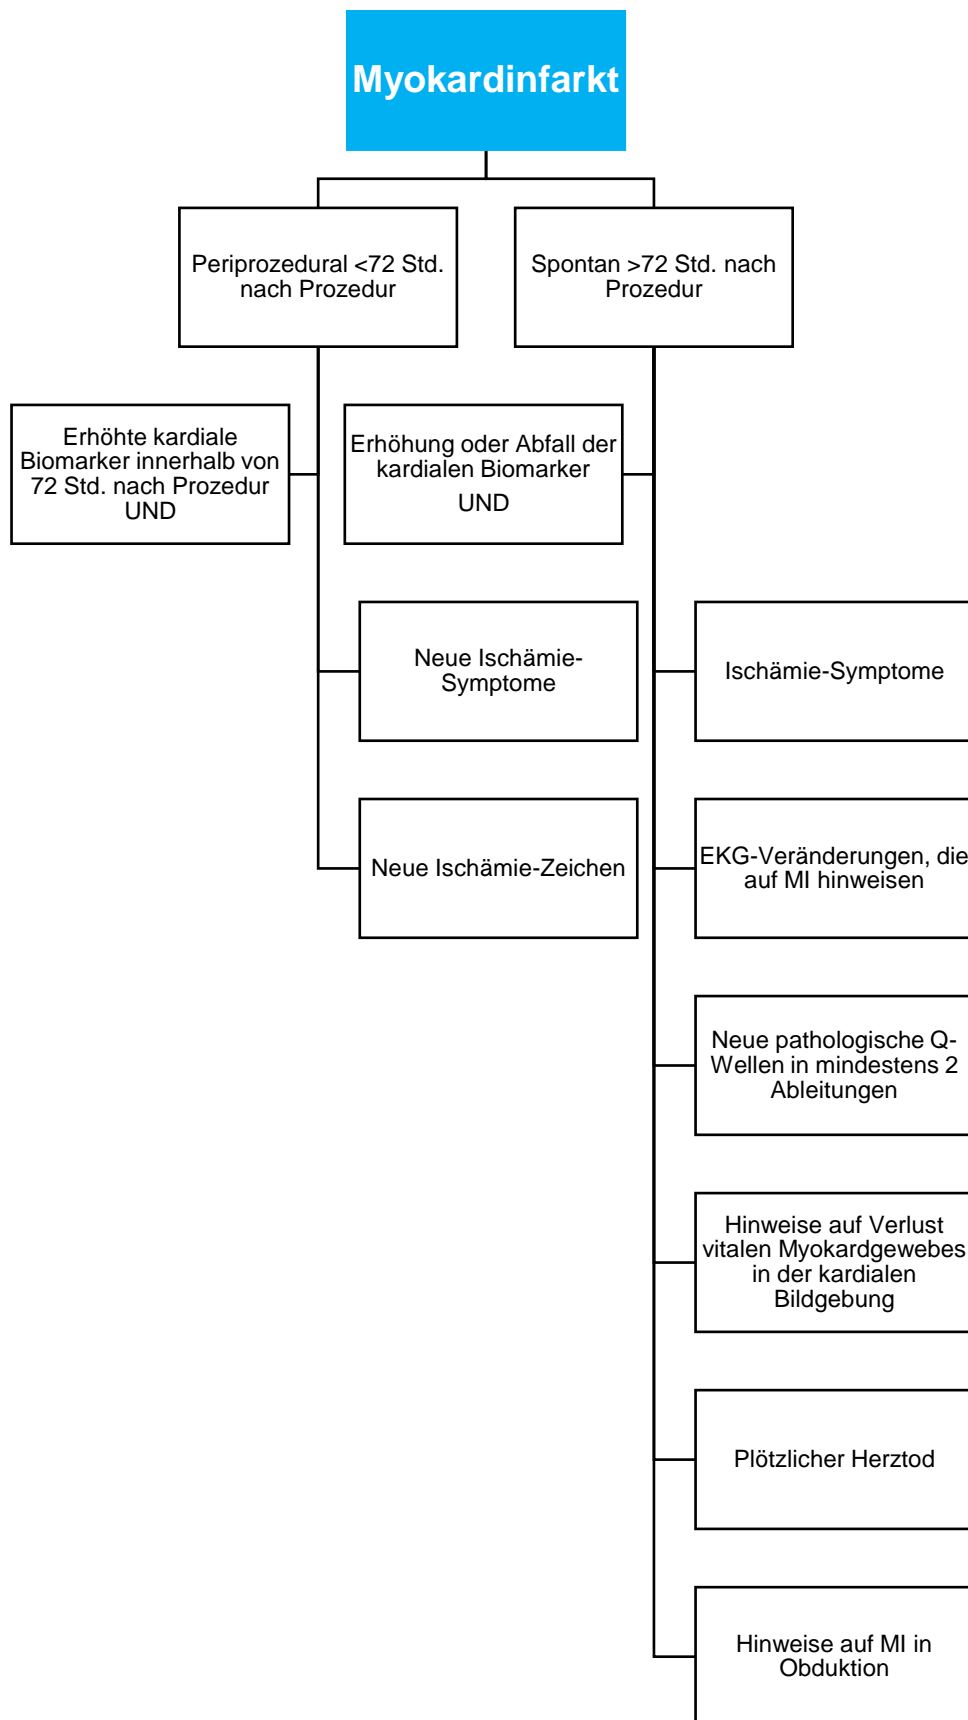 Myokardinfarkt
Periprozedural <72 Std.
nach Prozedur
Spontan >72 Std. nach
Prozedur
Erhöhte kardiale
Biomarker innerhalb von
72 Std. nach Prozedur
UND
Erhöhung oder Abfall der
kardialen Biomarker
UND
Neue Ischämie-
Symptome
Ischämie-Symptome
Neue Ischämie-Zeichen
EKG-Veränderungen, die
auf MI hinweisen
Neue pathologische Q-
Wellen in mindestens 2
Ableitungen
Hinweise auf Verlust
vitalen Myokardgewebes
in der kardialen
Bildgebung
Plötzlicher Herztod
Hinweise auf MI in
Obduktion